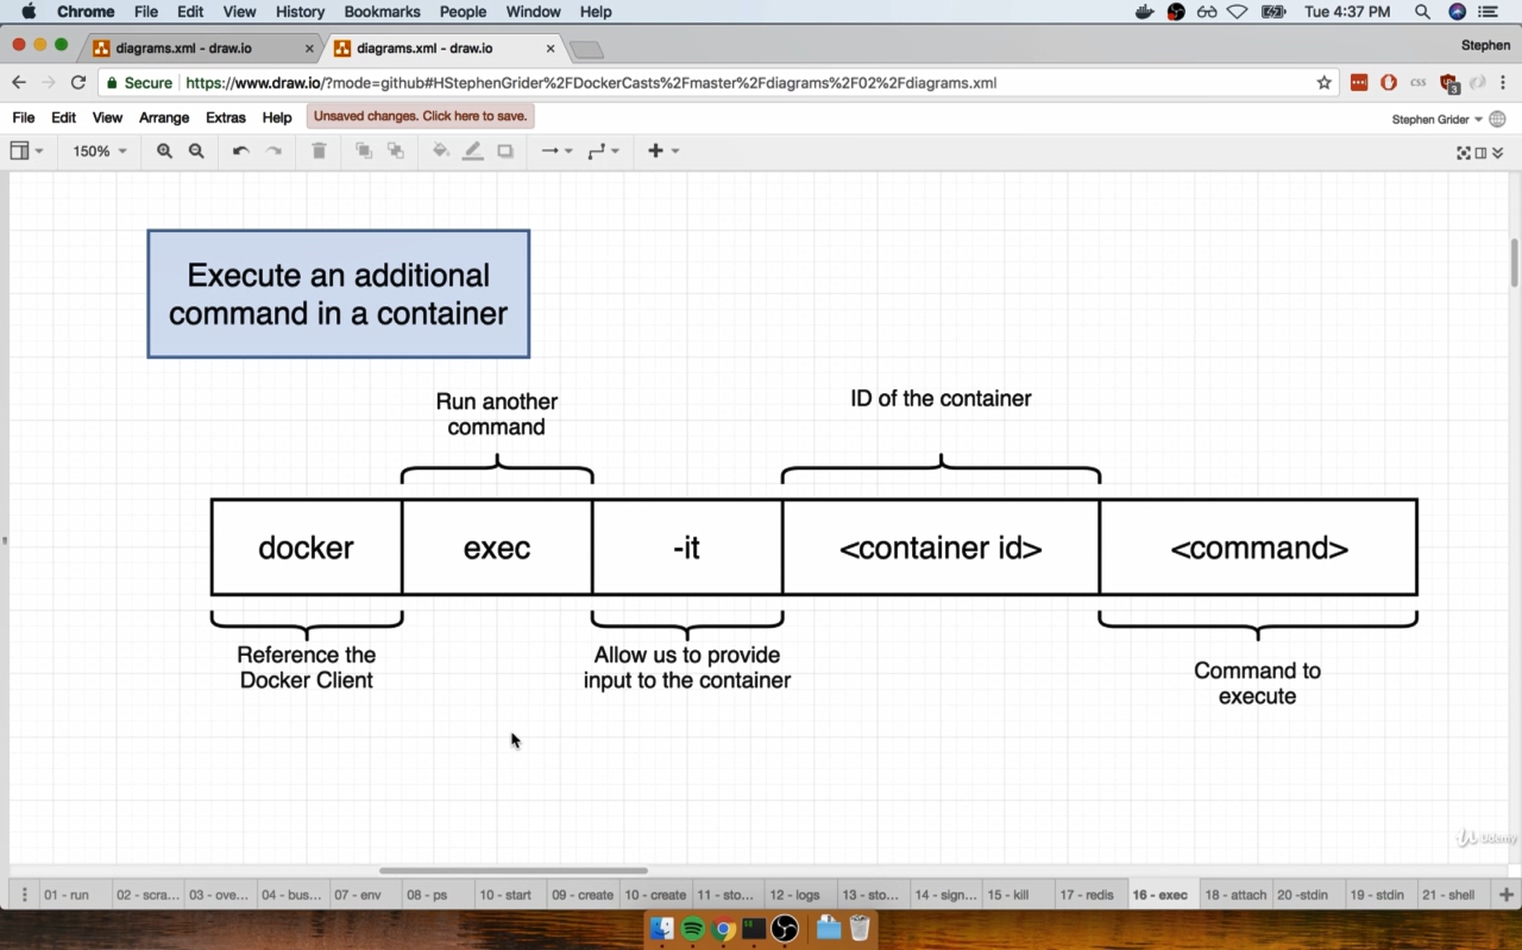 Chrome File Edit View History Bookmarks People Window Help Tue 4:37 PM
diagrams.xml - draw.io diagrams.xml - draw.io Stephen
Secure https://www.draw.io/?mode=github#HStephenGrider%2FDockerCasts%2Fmaster%2Fdiagrams%2F02%2Fdiagrams.xml css 3
File Edit View Arrange Extras Help Unsaved changes. Click here to save. Stephen Grider
150%
Execute an additional
command in a container
Run another
command
ID of the container
docker exec -it <container id> <command>
Reference the
Docker Client
Allow us to provide
input to the container
Command to
execute
Udemy
01 - run 02 - scra... 03 - ove... 04 - bus... 07 - env 08 - ps 10 - start 09 - create 10 - create 11 - sto... 12 - logs 13 - sto... 14 - sign... 15 - kill 17 - redis 16 - exec 18 - attach 20 -stdin 19 - stdin 21 - shell